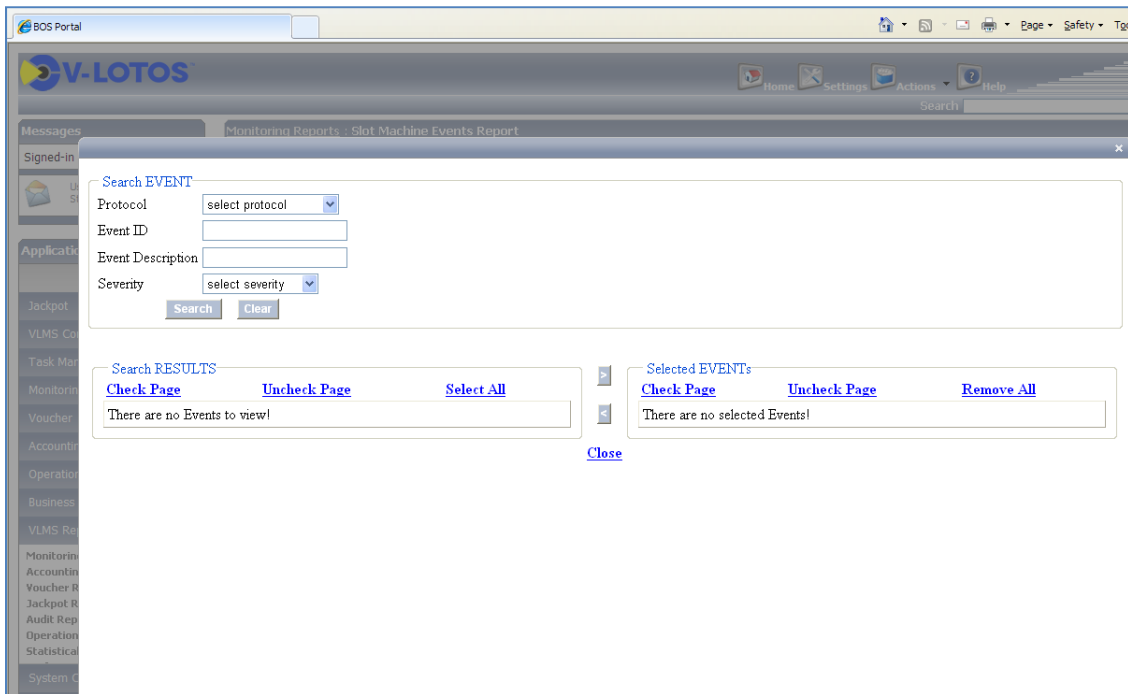 BOS Portal
Page Safety
V-LOTOS
Home Settings Actions Help
Search
Messages
Monitoring Reports : Slot Machine Events Report
Signed-in
Search EVENT
Protocol select protocol
Event ID
Event Description
Severity select severity
Search Clear
Jackpot
VLMS
Voucher
Business
VLMS
Search RESULTS
Check Page Uncheck Page Select All
There are no Events to view!
>
<
Selected EVENTs
Check Page Uncheck Page Remove All
There are no selected Events!
Close
Voucher R
Jackpot R
Audit Rep
Operation
Statistical
System C